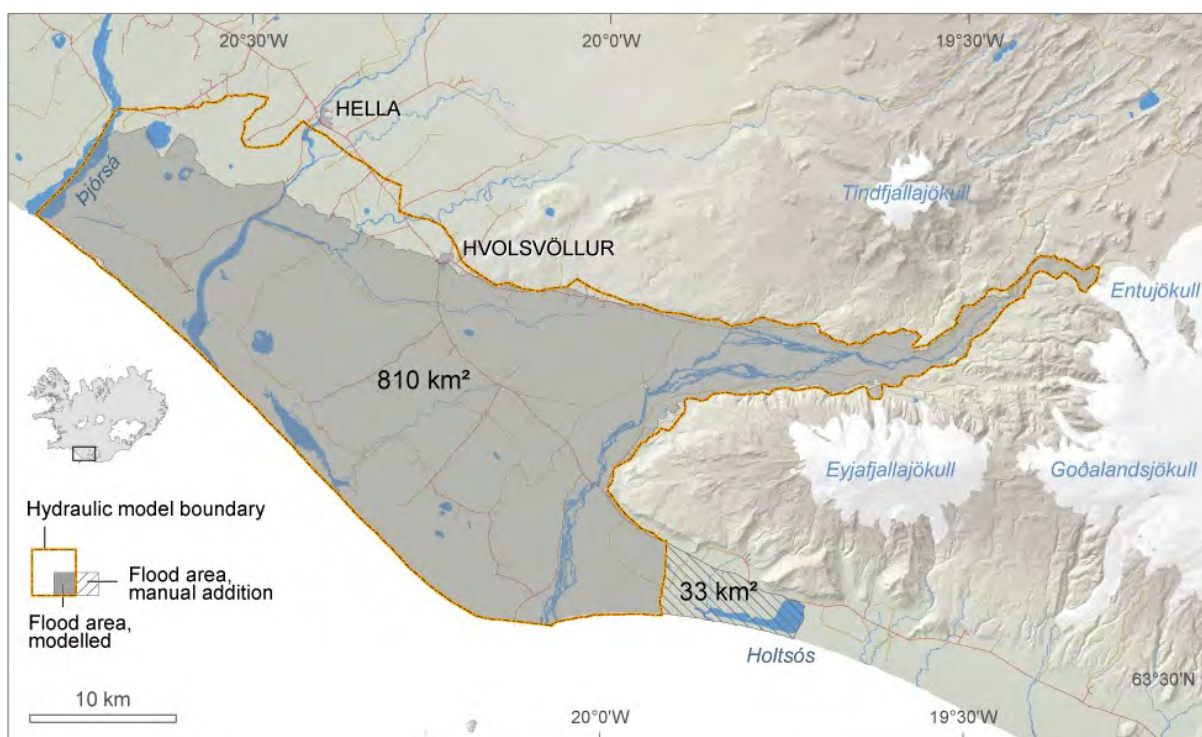 20°30'W
20°0'W
19°30'W
HELLA
Þjórsá
Tindfjallajökull
HVOLSVÖLLUR
Entujökull
810 km²
Eyjafjallajökull
Goðalandsjökull
Hydraulic model boundary
Flood area,
manual addition
Flood area,
modelled
33 km²
Holtsós
63°30'N
10 km
20°0'W
19°30'W